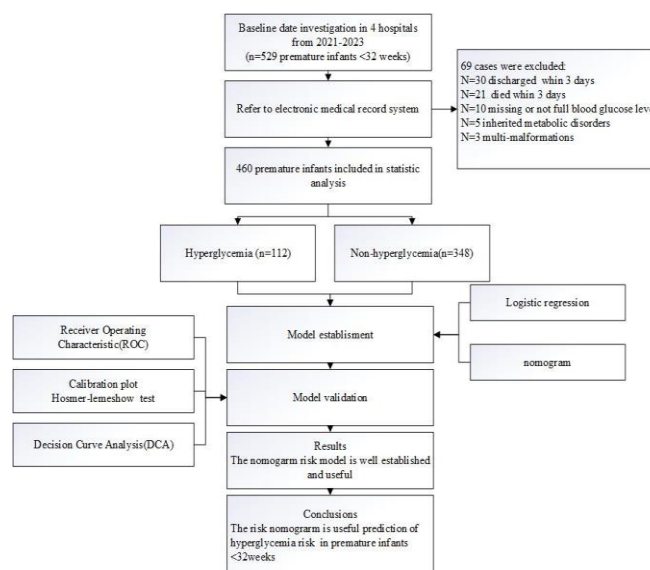 Baseline date investigation in 4 hospitals
from 2021-2023
(n=529 premature infants <32 weeks)
69 cases were excluded:
N=30 discharged whin 3 days
N=21 died whin 3 days
N=10 missing or not full blood glucose leve
N=5 inherited metabolic disorders
N=3 multi-malformations
Refer to electronic medical record system
460 premature infants included in statistic
analysis
Hyperglycemia (n=112)
Non-hyperglycemia(n=348)
Logistic regression
Receiver Operating
Characteristic(ROC)
Model establisment
nomogram
Calibration plot
Hosmer-lemeshow test
Model validation
Decision Curve Analysis(DCA)
Results
The nomogarm risk model is well established
and useful
Conclusions
The risk nomograrm is useful prediction of
hyperglycemia risk in premature infants
<32weeks